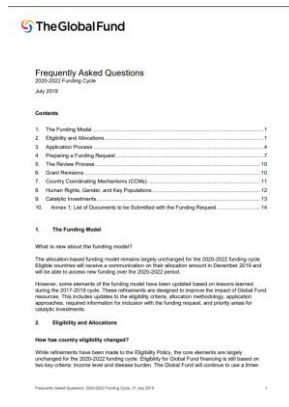 The Global Fund
Frequently Asked Questions
2020-2022 Funding Cycle
July 2019
Contents
1. The Funding Model 1
2. Eligibility and Allocations 1
3. Application Process 4
4. Preparing a Funding Request 7
5. The Review Process 10
6. Grant Revisions 10
7. Country Coordinating Mechanisms (CCMs) 11
8. Human Rights, Gender, and Key Populations 12
9. Catalytic Investments 13
10. Annex 1: List of Documents to be Submitted with the Funding Request 14
1. The Funding Model
What is new about the funding model?
The allocation-based funding model remains largely unchanged for the 2020-2022 funding cycle.
Eligible countries will receive a communication on their allocation amount in December 2019 and
will be able to access new funding over the 2020-2022 period.
However, some elements of the funding model have been updated based on lessons learned
during the 2017-2019 cycle. These refinements are designed to improve the impact of Global Fund
resources. This includes updates to the eligibility criteria, allocation methodology, application
approaches, required information for inclusion with the funding request, and priority areas for
catalytic investments.
2. Eligibility and Allocations
How has country eligibility changed?
While refinements have been made to the Eligibility Policy, the core elements are largely
unchanged for the 2020-2022 funding cycle. Eligibility for Global Fund financing is still based on
two key criteria: income level and disease burden. The Global Fund will continue to use a three-
Frequently Asked Questions: 2020-2022 Funding Cycle: 31 July 2019 1